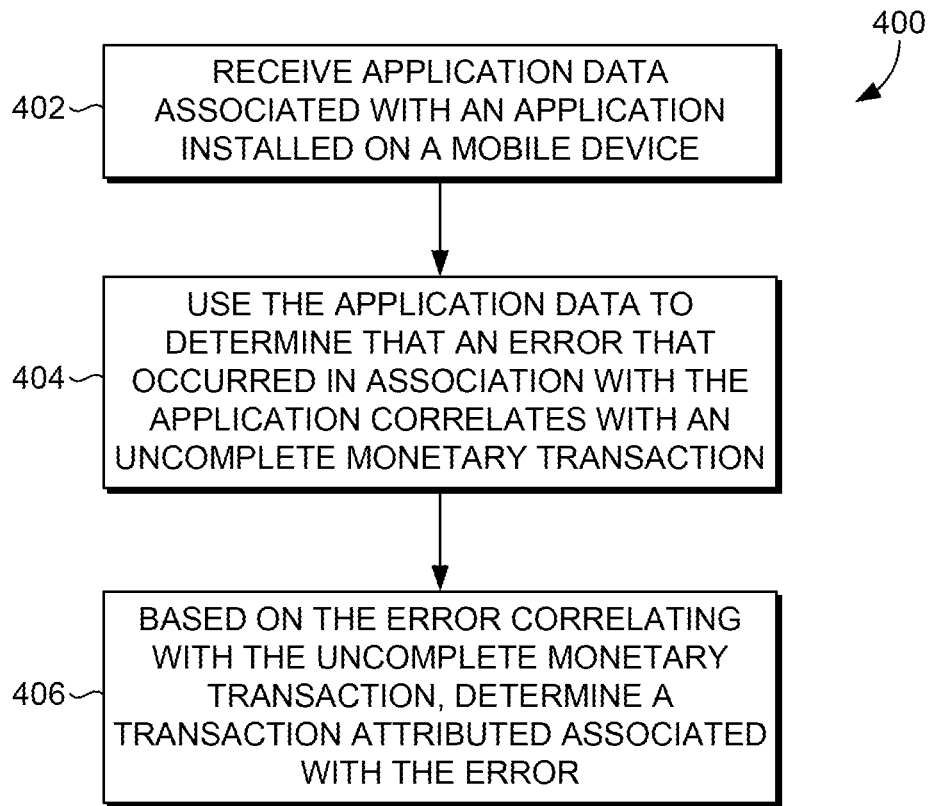 400
402
RECEIVE APPLICATION DATA
ASSOCIATED WITH AN APPLICATION
INSTALLED ON A MOBILE DEVICE
404
USE THE APPLICATION DATA TO
DETERMINE THAT AN ERROR THAT
OCCURRED IN ASSOCIATION WITH THE
APPLICATION CORRELATES WITH AN
UNCOMPLETE MONETARY TRANSACTION
406
BASED ON THE ERROR CORRELATING
WITH THE UNCOMPLETE MONETARY
TRANSACTION, DETERMINE A
TRANSACTION ATTRIBUTED ASSOCIATED
WITH THE ERROR